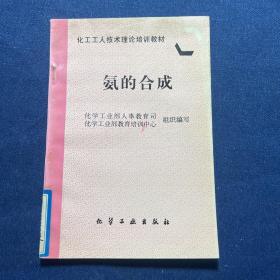 化工工人技术理论培训教材
氨的合成
化学工业部人事教育司
化学工业部教育培训中心
组织编写
化学工业出版社